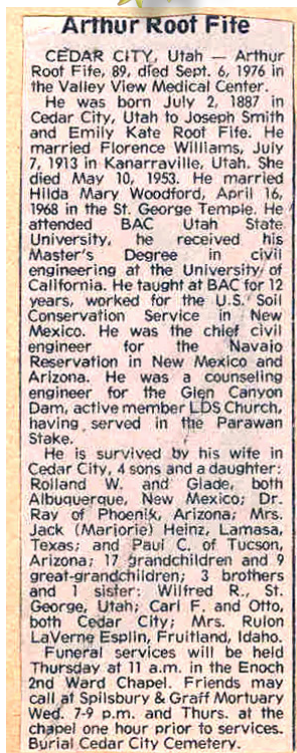 Arthur Root Fife
CEDAR CITY, Utah — Arthur
Root Fife, 89, died Sept. 6, 1976 in
the Valley View Medical Center.
He was born July 2, 1887 in
Cedar City, Utah to Joseph Smith
and Emily Kate Root Fife. He
married Florence Williams, July
7, 1913 in Kanarraville, Utah. She
died May 10, 1953. He married
Hilda Mary Woodford, April 16,
1968 in the St. George Temple. He
attended BAC Utah State
University, he received his
Master's Degree in civil
engineering at the University of
California. He taught at BAC for 12
years, worked for the U.S. Soil
Conservation Service in New
Mexico. He was the chief civil
engineer for the Navajo
Reservation in New Mexico and
Arizona. He was a counseling
engineer for the Glen Canyon
Dam, active member LDS Church,
having served in the Parawan
Stake.
He is survived by his wife in
Cedar City, 4 sons and a daughter:
Rolland W. and Glade, both
Albuquerque, New Mexico; Dr.
Ray of Phoenix, Arizona; Mrs.
Jack (Marjorie) Heinz, Lamasa,
Texas; and Paul C. of Tucson,
Arizona; 17 grandchildren and 9
great-grandchildren; 3 brothers
and 1 sister: Wilfred R., St.
George, Utah; Carl F. and Otto,
both Cedar City; Mrs. Rulon
LaVerne Esplin, Fruitland, Idaho.
Funeral services will be held
Thursday at 11 a.m. in the Enoch
2nd Ward Chapel. Friends may
call at Spilsbury & Graff Mortuary
Wed. 7-9 p.m. and Thurs. at the
chapel one hour prior to services.
Burial Cedar City Cemetery